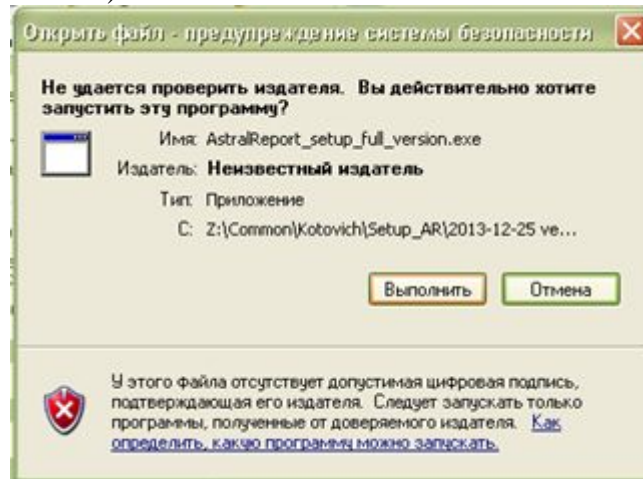 Открыть файл - предупреждение системы безопасности
Не удается проверить издателя. Вы действительно хотите
запустить эту программу?
Имя: AstralReport_setup_full_version.exe
Издатель: Неизвестный издатель
Тип: Приложение
С: Z:\Common\Kotovich\Setup_AR\2013-12-25 ve...
Выполнить Отмена
У этого файла отсутствует допустимая цифровая подпись,
подтверждающая его издателя. Следует запускать только
программы, полученные от доверяемого издателя. Как
определить, какую программу можно запускать.